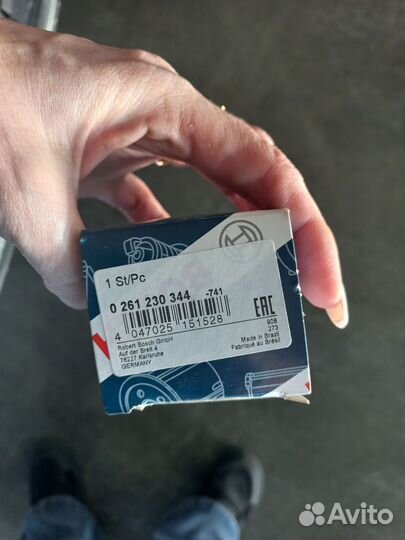 1 St/Pc
0 261 230 344 -741
4 047025 151528
EAC
Robert Bosch GmbH
Auf der Breit 4
76227 Karlsruhe
GERMANY
908
273
Made in Brazil
Fabriqué au Brésil
Avito